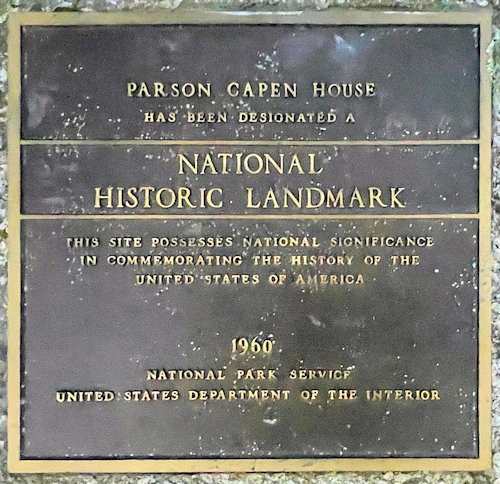 PARSON CAPEN HOUSE
HAS BEEN DESIGNATED A
NATIONAL
HISTORIC LANDMARK
THIS SITE POSSESSES NATIONAL SIGNIFICANCE
IN COMMEMORATING THE HISTORY OF THE
UNITED STATES OF AMERICA
1960
NATIONAL PARK SERVICE
UNITED STATES DEPARTMENT OF THE INTERIOR